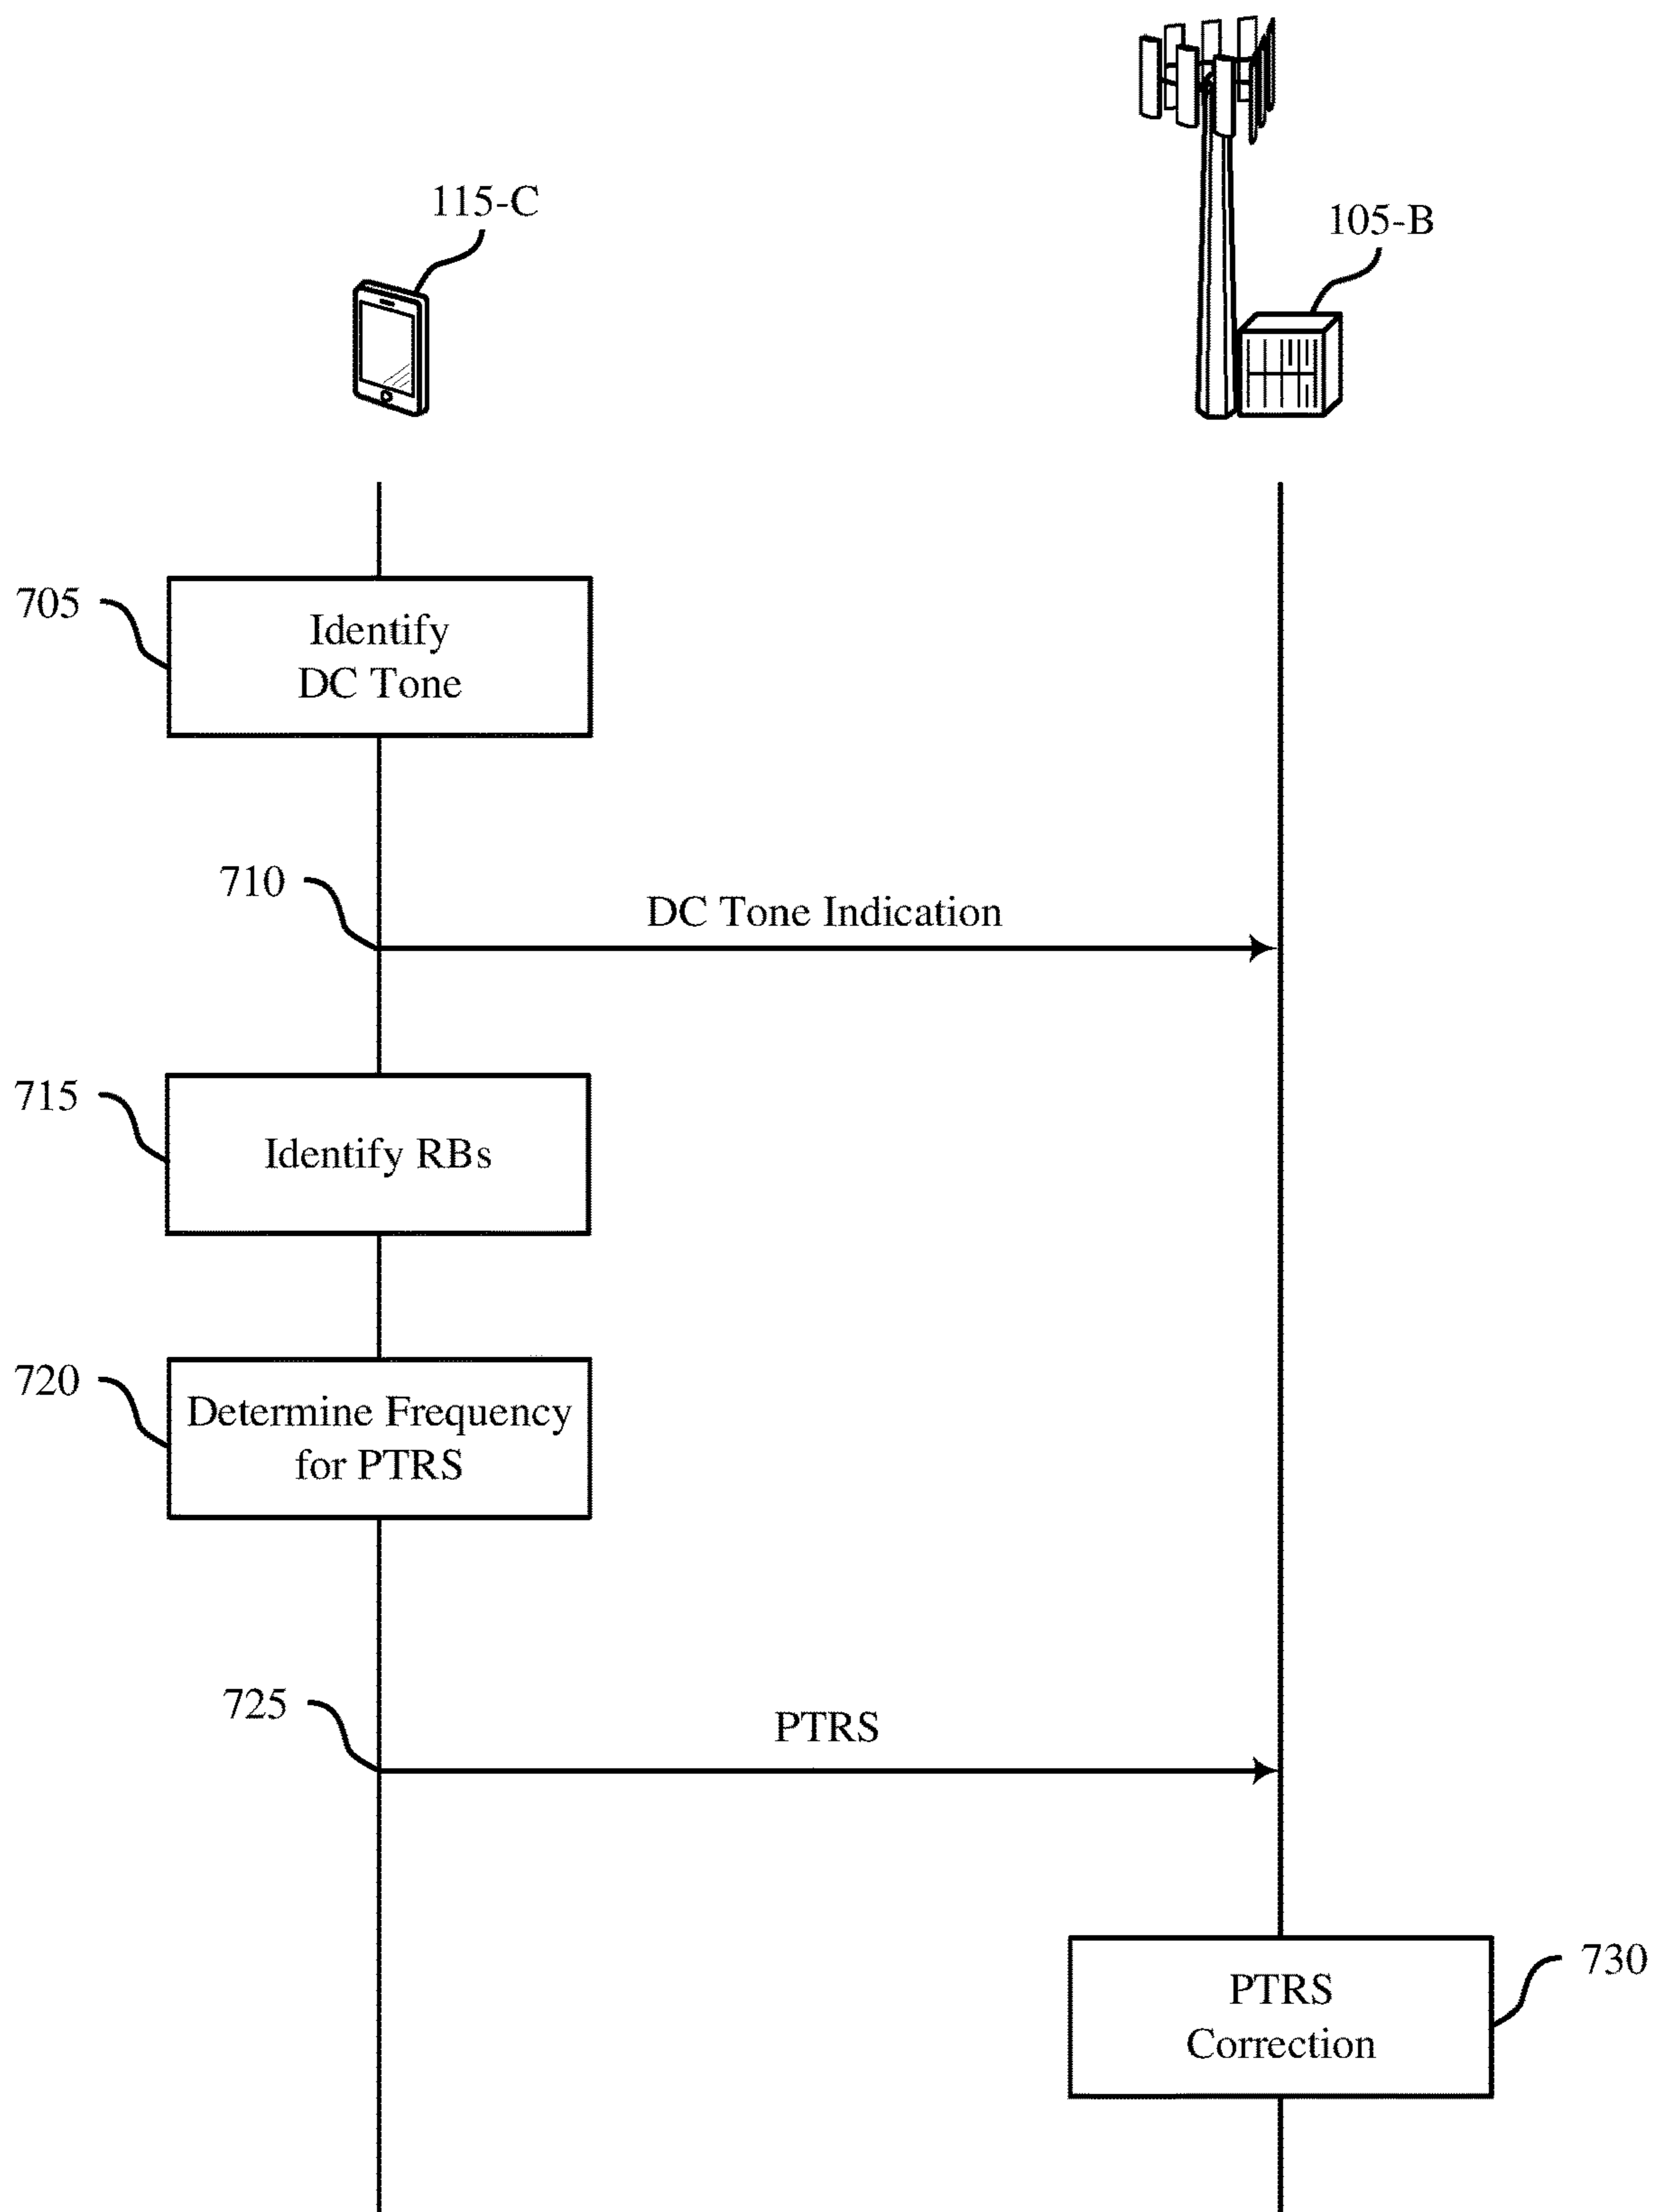 115-C
105-B
705
Identify
DC Tone
710
DC Tone Indication
715
Identify RBs
720
Determine Frequency
for PTRS
725
PTRS
730
PTRS
Correction